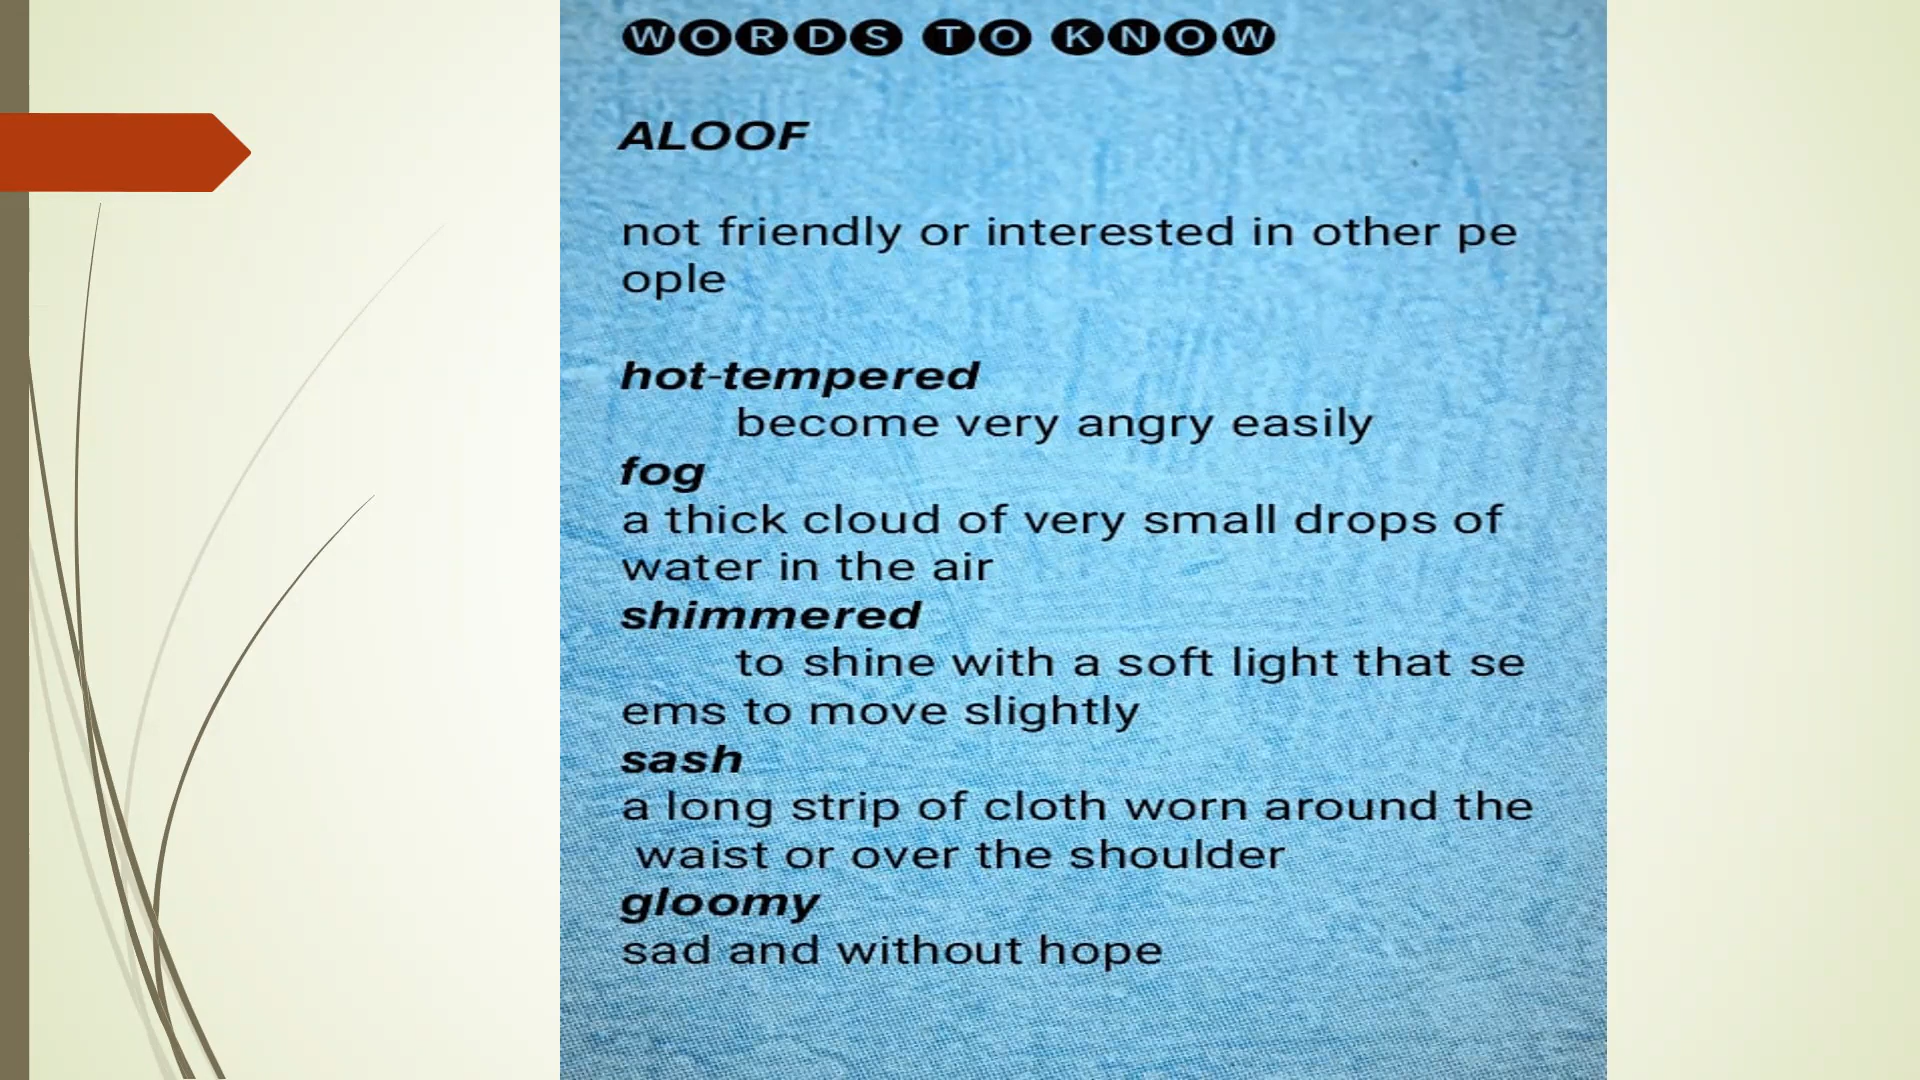 WORDS TO KNOW
ALOOF
not friendly or interested in other pe
ople
hot-tempered
become very angry easily
fog
a thick cloud of very small drops of
water in the air
shimmered
to shine with a soft light that se
ems to move slightly
sash
a long strip of cloth worn around the
waist or over the shoulder
gloomy
sad and without hope